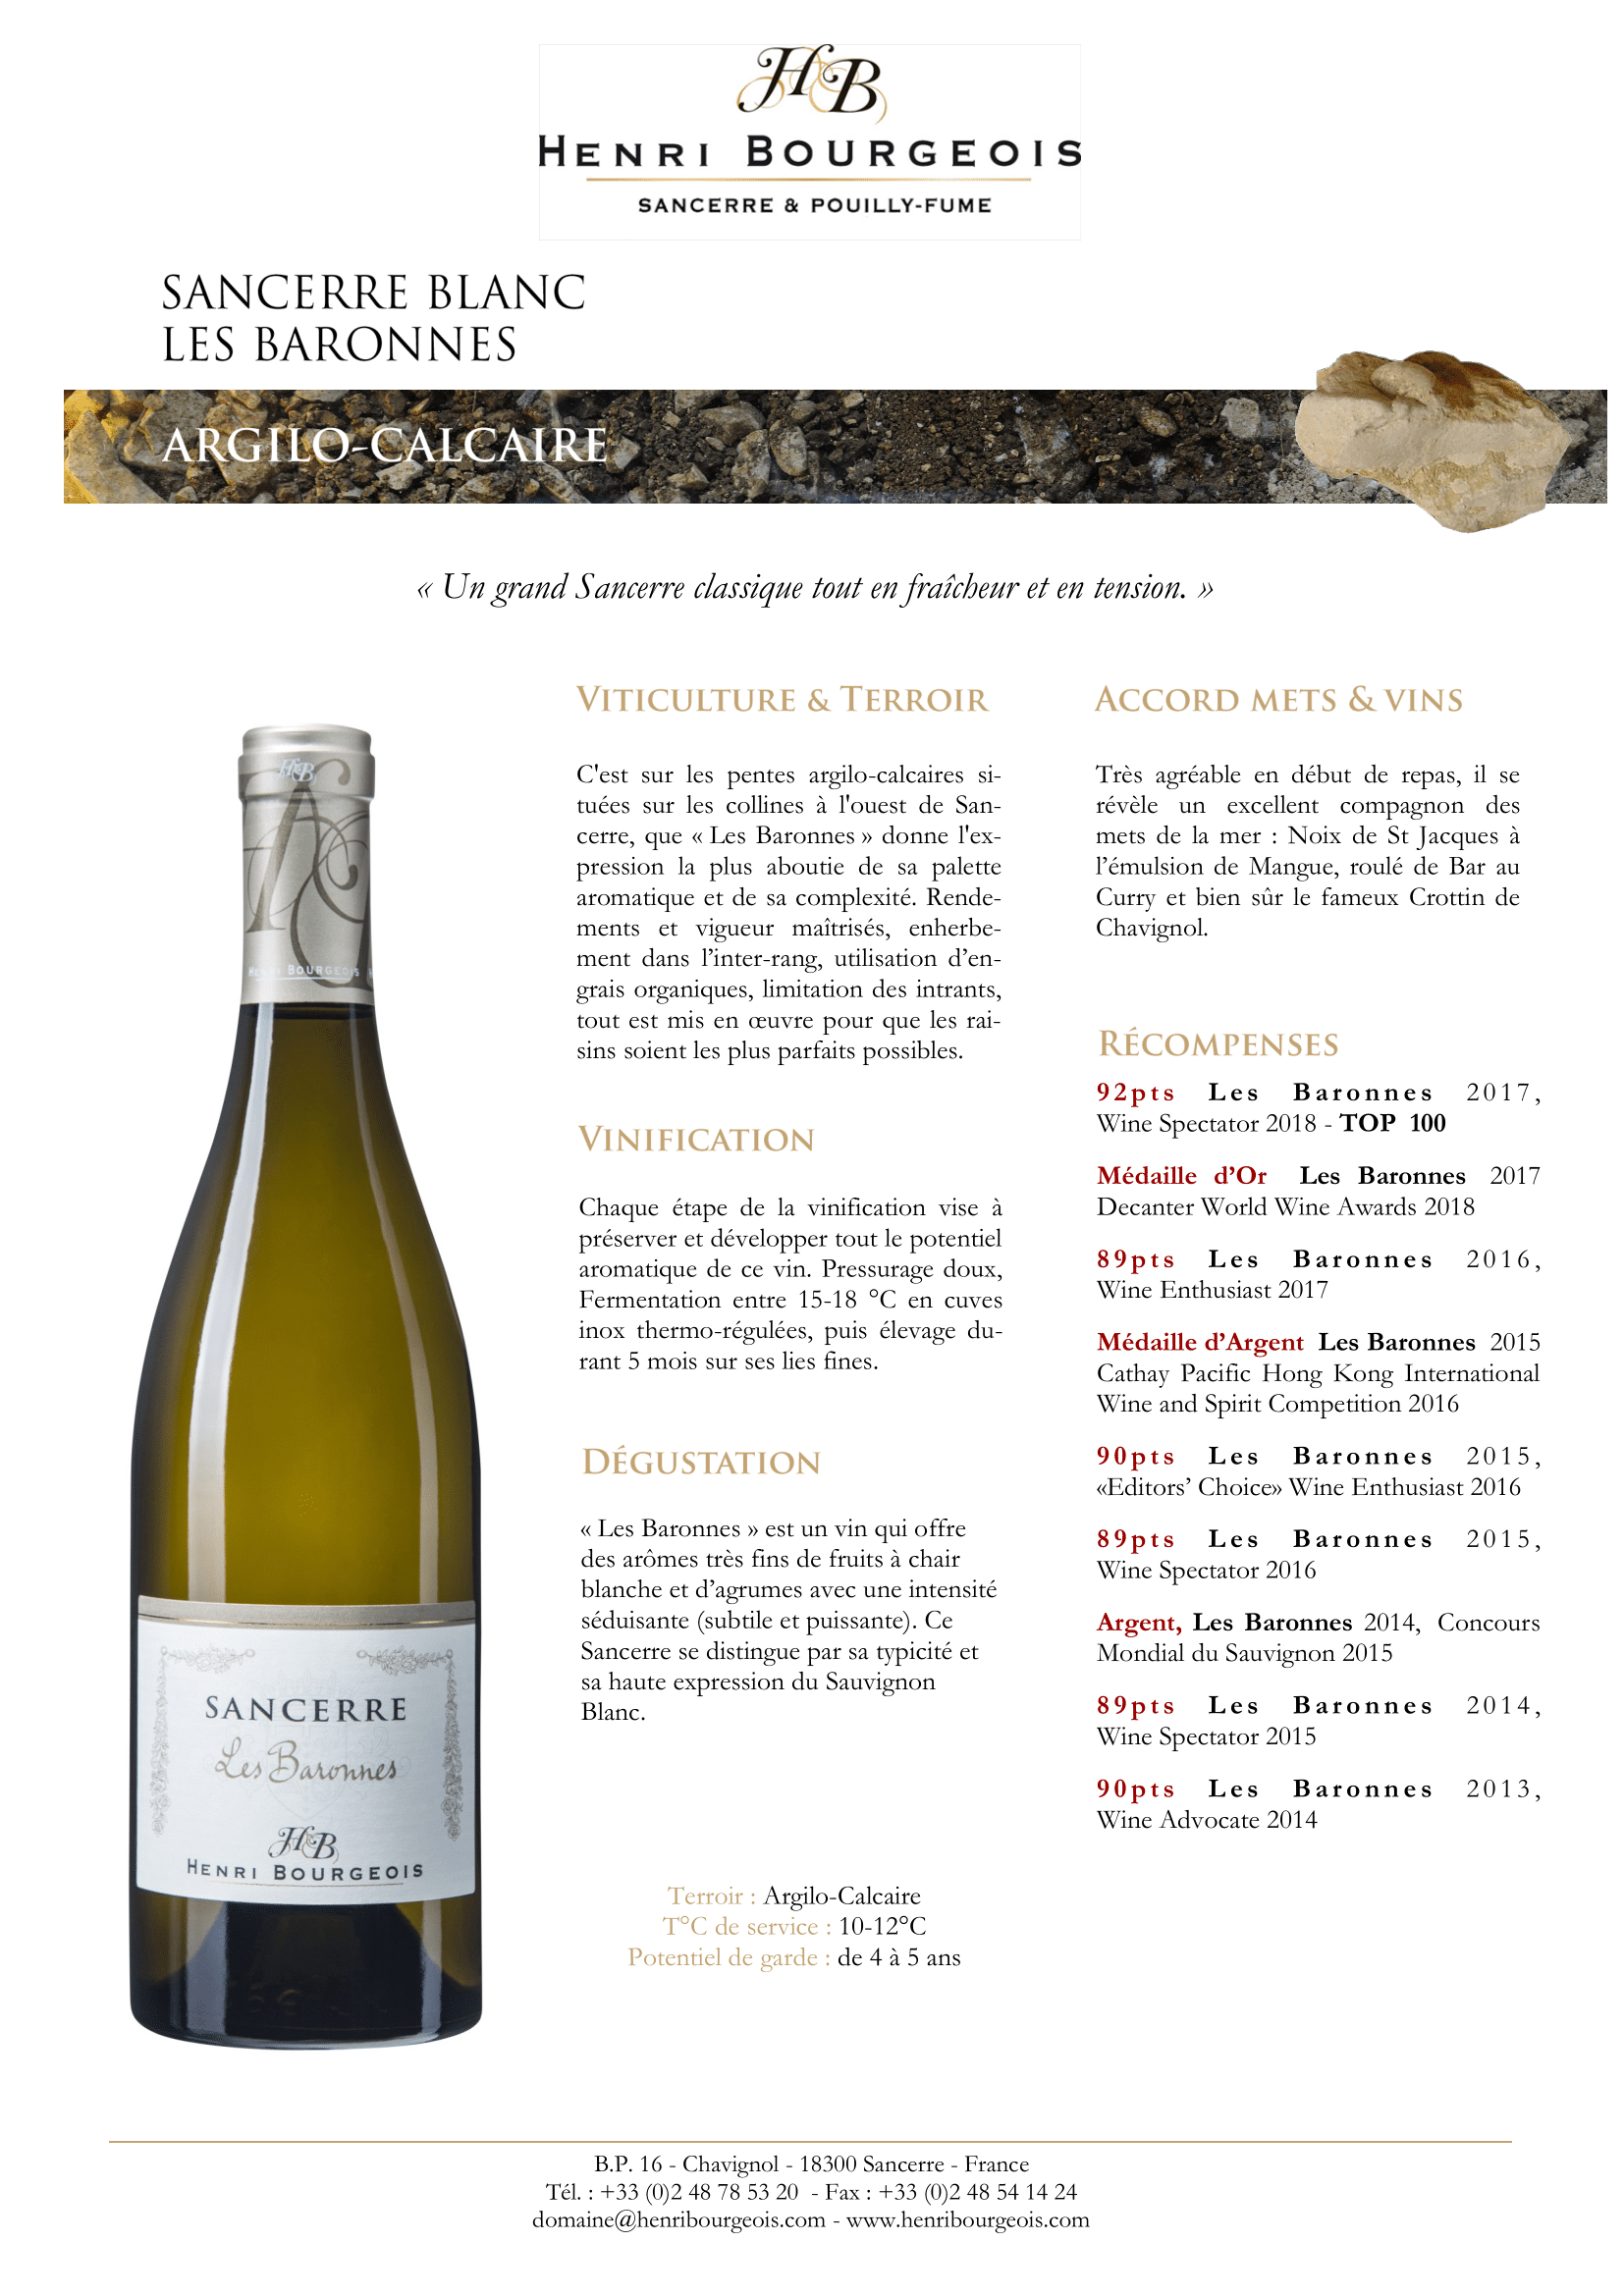 HB
HENRI BOURGEOIS
SANCERRE & POUILLY-FUME
SANCERRE BLANC
LES BARONNES
ARGILO-CALCAIRE
« Un grand Sancerre classique tout en fraîcheur et en tension. »
VITICULTURE & TERROIR
C'est sur les pentes argilo-calcaires si-
tuées sur les collines à l'ouest de San-
cerre, que « Les Baronnes » donne l'ex-
pression la plus aboutie de sa palette
aromatique et de sa complexité. Rende-
ments et vigueur maîtrisés, enherbe-
ment dans l’inter-rang, utilisation d’en-
grais organiques, limitation des intrants,
tout est mis en œuvre pour que les rai-
sins soient les plus parfaits possibles.
VINIFICATION
Chaque étape de la vinification vise à
préserver et développer tout le potentiel
aromatique de ce vin. Pressurage doux,
Fermentation entre 15-18 °C en cuves
inox thermo-régulées, puis élevage du-
rant 5 mois sur ses lies fines.
DÉGUSTATION
« Les Baronnes » est un vin qui offre
des arômes très fins de fruits à chair
blanche et d’agrumes avec une intensité
séduisante (subtile et puissante). Ce
Sancerre se distingue par sa typicité et
sa haute expression du Sauvignon
Blanc.
Terroir : Argilo-Calcaire
T°C de service : 10-12°C
Potentiel de garde : de 4 à 5 ans
ACCORD METS & VINS
Très agréable en début de repas, il se
révèle un excellent compagnon des
mets de la mer : Noix de St Jacques à
l’émulsion de Mangue, roulé de Bar au
Curry et bien sûr le fameux Crottin de
Chavignol.
RÉCOMPENSES
92pts Les Baronnes 2017,
Wine Spectator 2018 - TOP 100
Médaille d’Or Les Baronnes 2017
Decanter World Wine Awards 2018
89pts Les Baronnes 2016,
Wine Enthusiast 2017
Médaille d’Argent Les Baronnes 2015
Cathay Pacific Hong Kong International
Wine and Spirit Competition 2016
90pts Les Baronnes 2015,
«Editors’ Choice» Wine Enthusiast 2016
89pts Les Baronnes 2015,
Wine Spectator 2016
Argent, Les Baronnes 2014, Concours
Mondial du Sauvignon 2015
89pts Les Baronnes 2014,
Wine Spectator 2015
90pts Les Baronnes 2013,
Wine Advocate 2014
HB
HENRI BOURGEOIS
SANCERRE
Les Baronnes
HB
HENRI BOURGEOIS
B.P. 16 - Chavignol - 18300 Sancerre - France
Tél. : +33 (0)2 48 78 53 20 - Fax : +33 (0)2 48 54 14 24
domaine@henribourgeois.com - www.henribourgeois.com